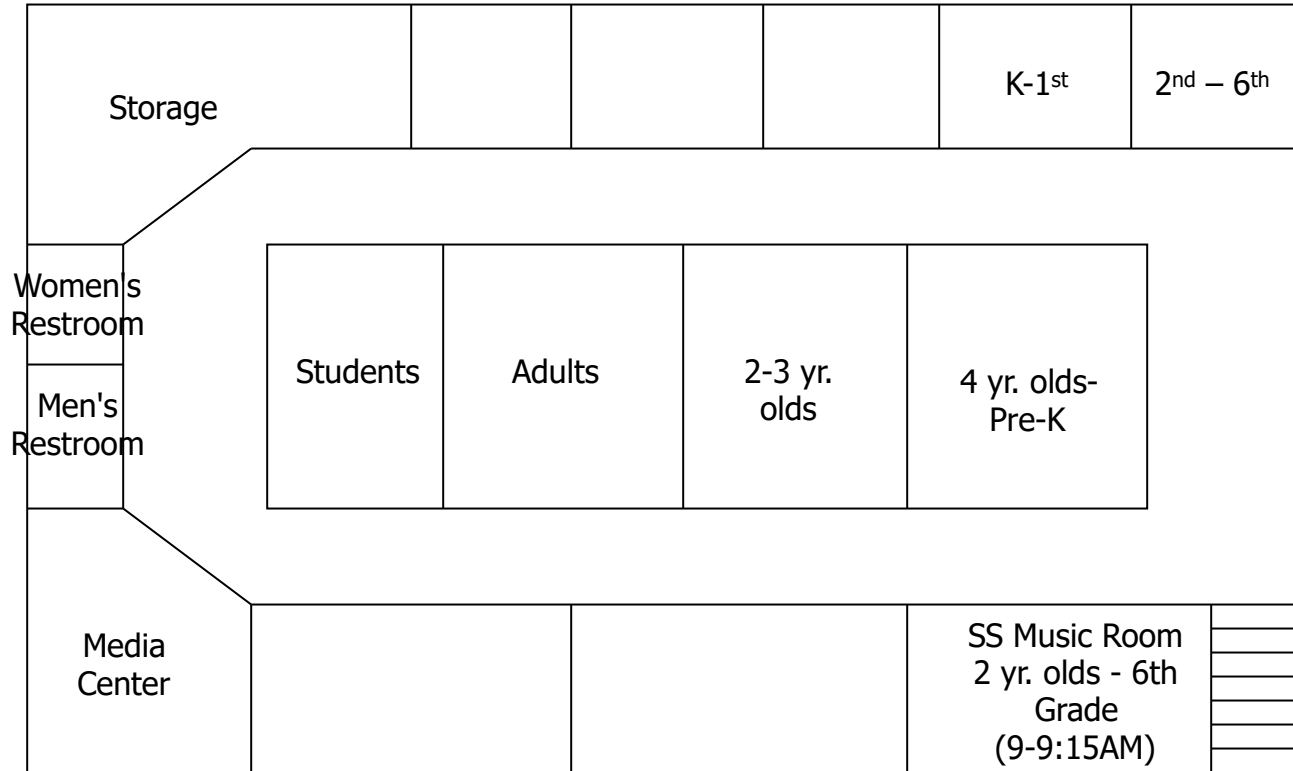 Storage
K-1st
2nd – 6th
Women's
Restroom
Men's
Restroom
Students
Adults
2-3 yr.
olds
4 yr. olds-
Pre-K
Media
Center
SS Music Room
2 yr. olds - 6th
Grade
(9-9:15AM)